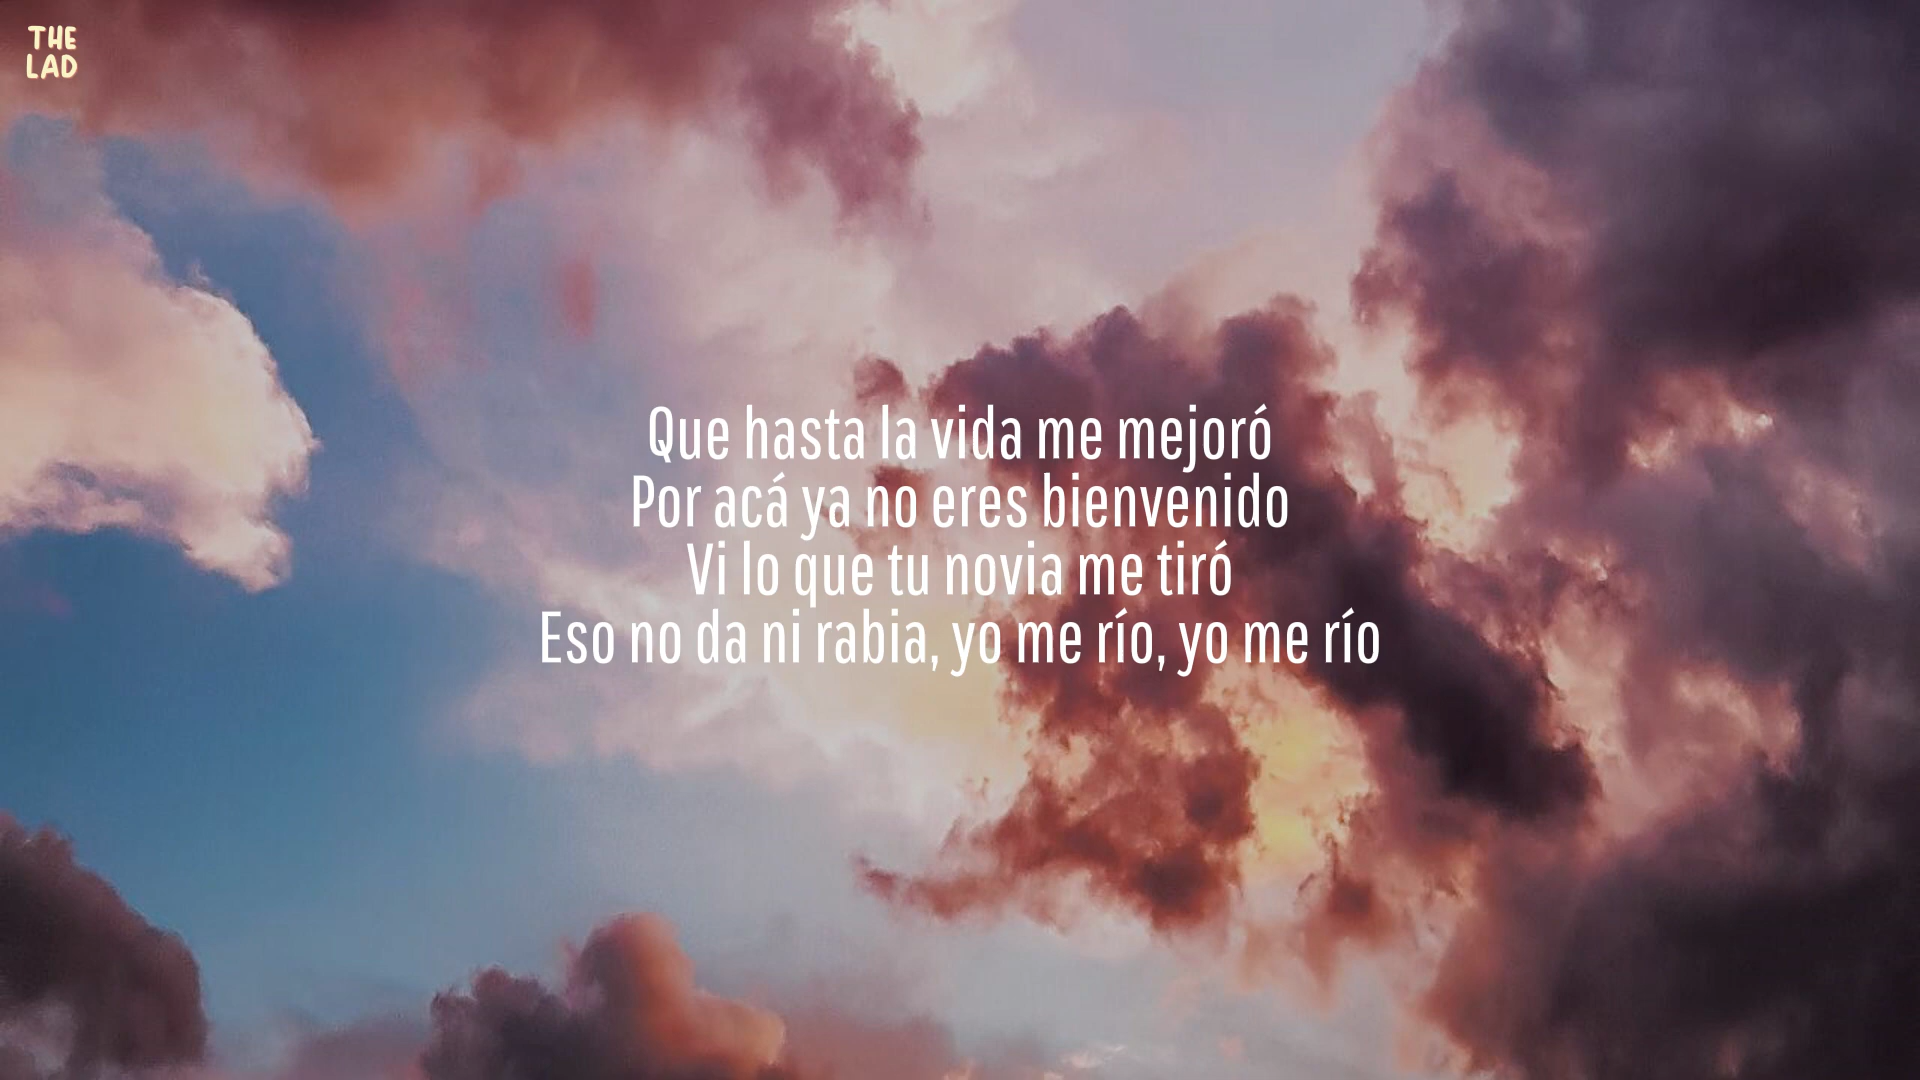 THE
LAD
Que hasta la vida me mejoró
Por acá ya no eres bienvenido
Vi lo que tu novia me tiró
Eso no da ni rabia, yo me río, yo me río